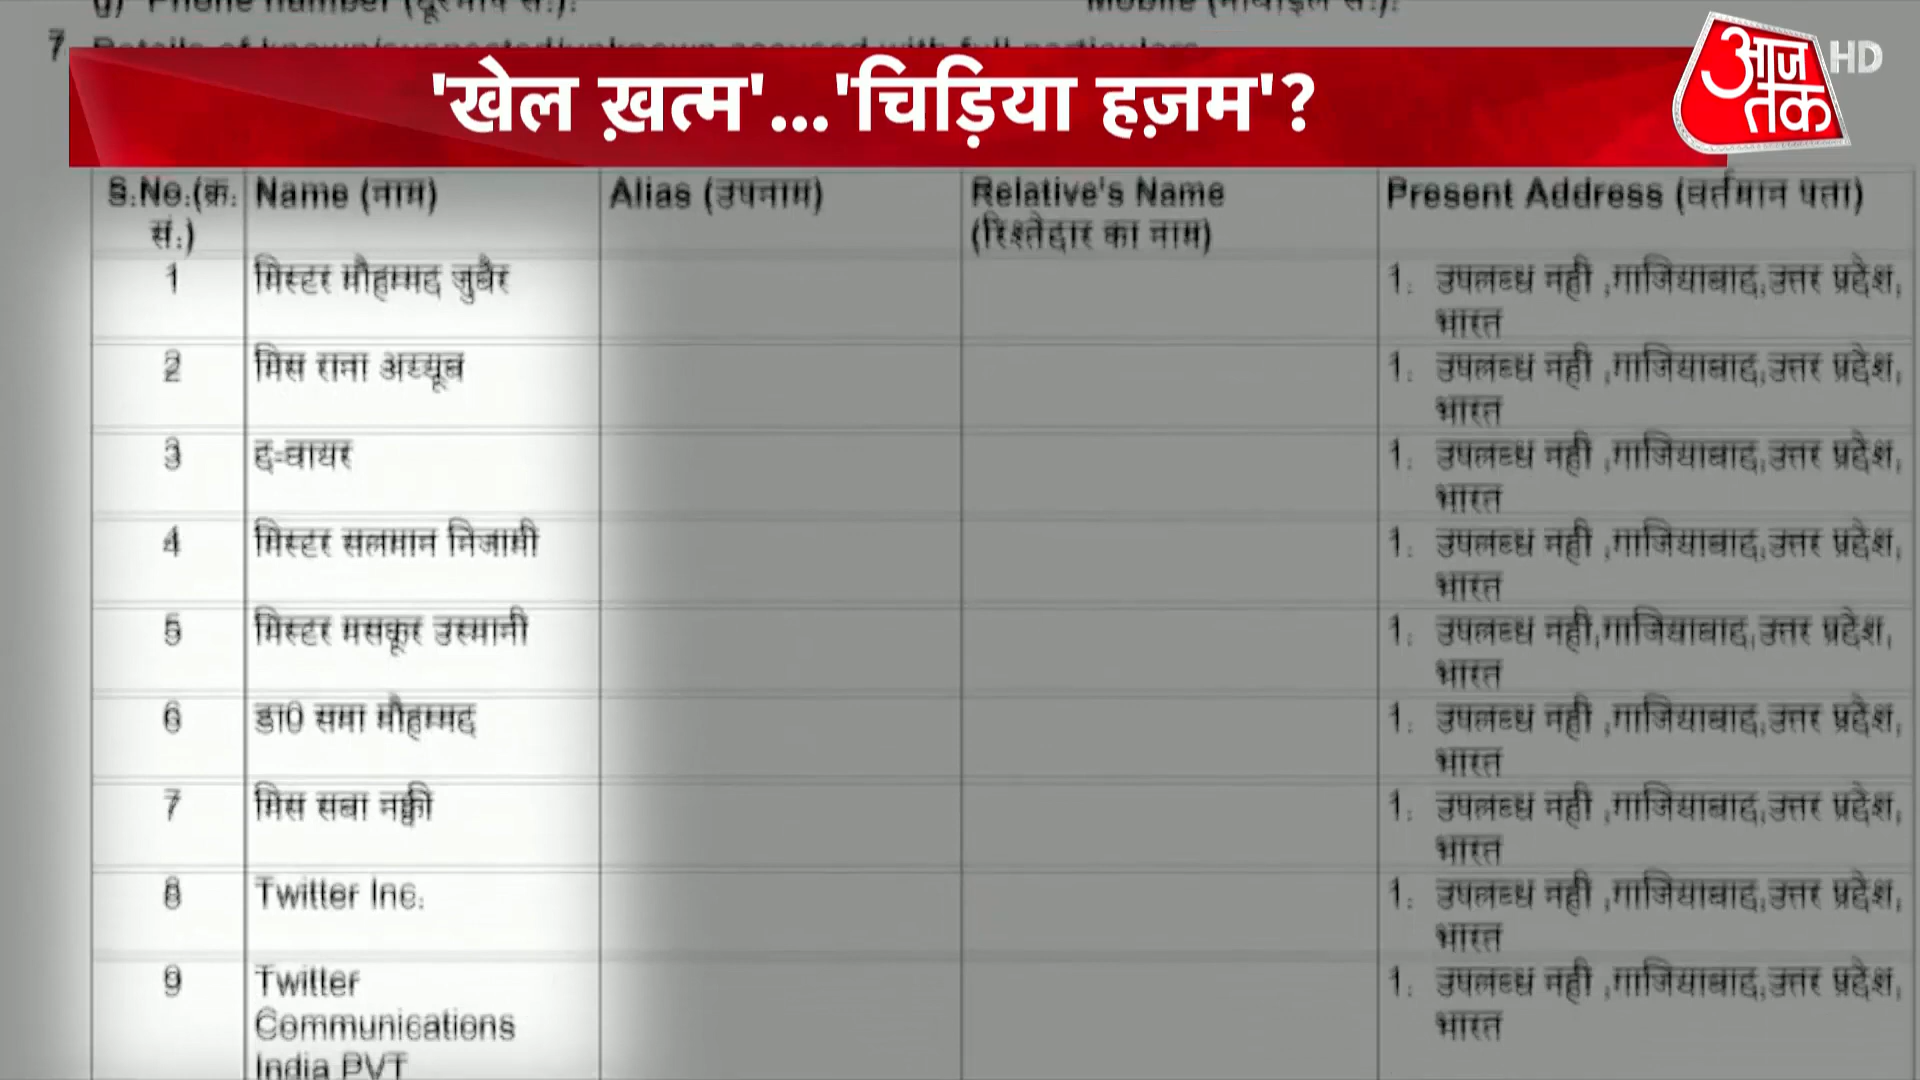 g) Phone number (दूरभाष सं.): Mobile (मोबाइल सं.):
7 Details of known/suspected/unknown accused with full particulars
'खेल ख़त्म'...'चिड़िया हज़म'?
आज
तक
HD
S.No.(क्र. Name (नाम) Alias (उपनाम) Relative's Name Present Address (वर्तमान पता)
सं.) (रिश्तेदार का नाम)
1 मिस्टर मौहम्मद जुबैर 1. उपलब्ध नही ,गाजियाबाद,उत्तर प्रदेश,
भारत
2 मिस राना अय्यूब 1. उपलब्ध नही ,गाजियाबाद,उत्तर प्रदेश,
भारत
3 द-वायर 1. उपलब्ध नही ,गाजियाबाद,उत्तर प्रदेश,
भारत
4 मिस्टर सलमान निजामी 1. उपलब्ध नही ,गाजियाबाद,उत्तर प्रदेश,
भारत
5 मिस्टर मसकूर उस्मानी 1. उपलब्ध नही,गाजियाबाद,उत्तर प्रदेश,
भारत
6 डा0 समा मौहम्मद 1. उपलब्ध नही ,गाजियाबाद,उत्तर प्रदेश,
भारत
7 मिस सबा नक्वी 1. उपलब्ध नही ,गाजियाबाद,उत्तर प्रदेश,
भारत
8 Twitter Inc. 1. उपलब्ध नही ,गाजियाबाद,उत्तर प्रदेश,
भारत
9 Twitter 1. उपलब्ध नही ,गाजियाबाद,उत्तर प्रदेश,
Communications भारत
India PVT